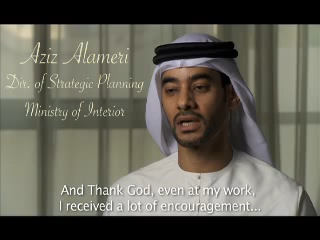 Aziz Alameri
Dir. of Strategic Planning
Ministry of Interior
And Thank God, even at my work,
I received a lot of encouragement...